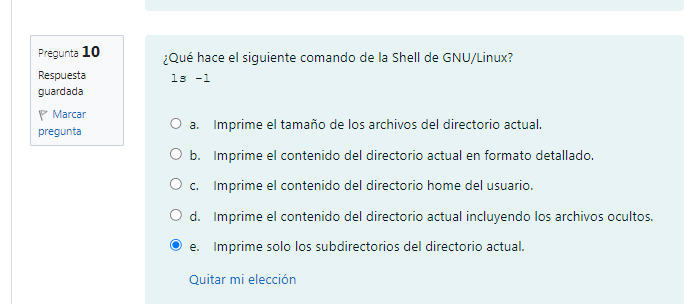 Pregunta 10
Respuesta
guardada
Marcar
pregunta
¿Qué hace el siguiente comando de la Shell de GNU/Linux?
ls -l
a. Imprime el tamaño de los archivos del directorio actual.
b. Imprime el contenido del directorio actual en formato detallado.
c. Imprime el contenido del directorio home del usuario.
d. Imprime el contenido del directorio actual incluyendo los archivos ocultos.
e. Imprime solo los subdirectorios del directorio actual.
Quitar mi elección